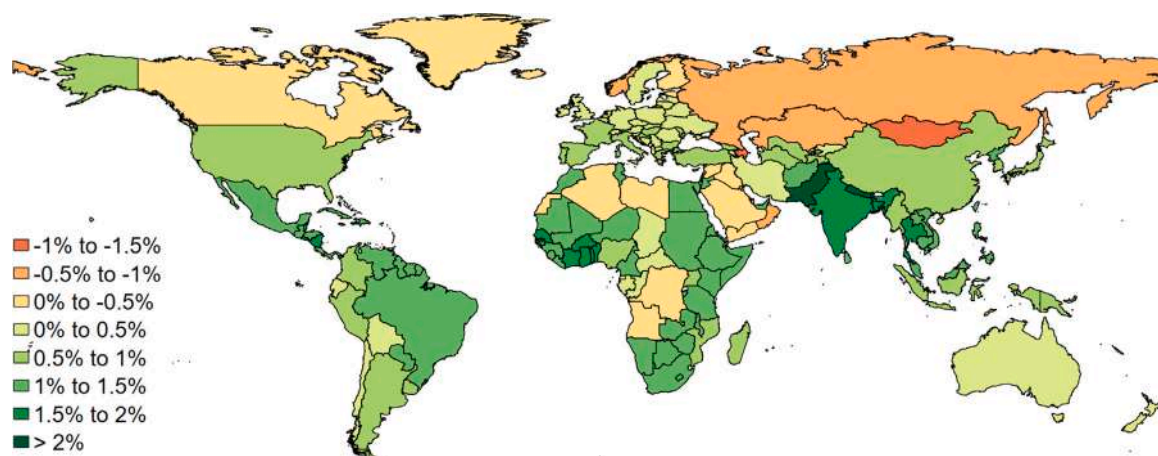 -1% to -1.5%
-0.5% to -1%
0% to -0.5%
0% to 0.5%
0.5% to 1%
1% to 1.5%
1.5% to 2%
> 2%